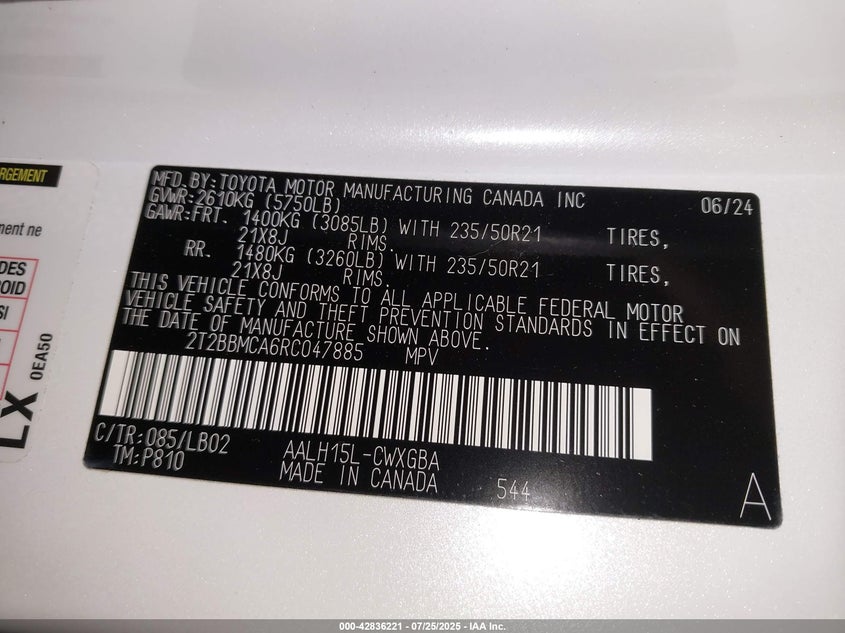 RGEMENT
ment ne
DES
OID
SI
LX
0EA50
MFD.BY:TOYOTA MOTOR MANUFACTURING CANADA INC 06/24
GVWR:2610KG (5750LB)
GAWR:FRT. 1400KG (3085LB) WITH 235/50R21 TIRES,
21X8J RIMS.
RR. 1480KG (3260LB) WITH 235/50R21 TIRES,
21X8J RIMS.
THIS VEHICLE CONFORMS TO ALL APPLICABLE FEDERAL MOTOR
VEHICLE SAFETY AND THEFT PREVENTION STANDARDS IN EFFECT ON
THE DATE OF MANUFACTURE SHOWN ABOVE.
2T2BBMCA6RC047885 MPV
C/TR:085/LB02 AALH15L-CWXGBA
TM:P810 MADE IN CANADA 544
A
000-42836221 - 07/25/2025 - IAA Inc.